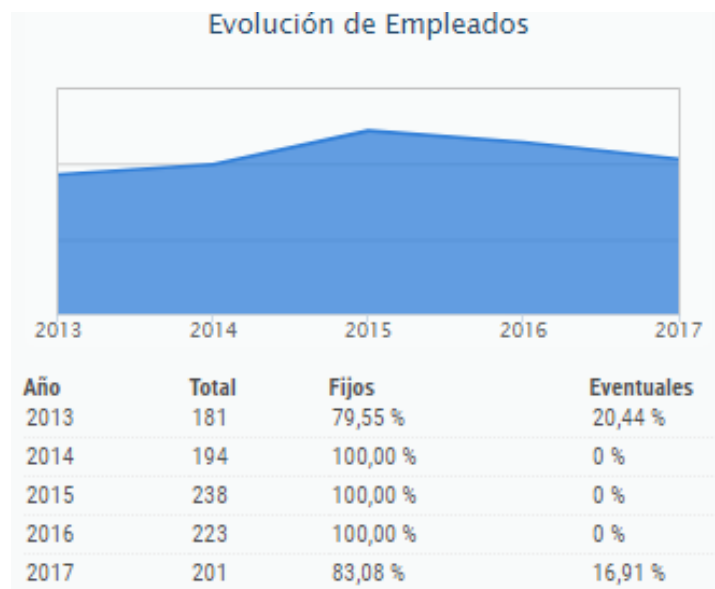 Evolución de Empleados
2013 2014 2015 2016 2017
Año Total Fijos Eventuales
2013 181 79,55 % 20,44 %
2014 194 100,00 % 0 %
2015 238 100,00 % 0 %
2016 223 100,00 % 0 %
2017 201 83,08 % 16,91 %